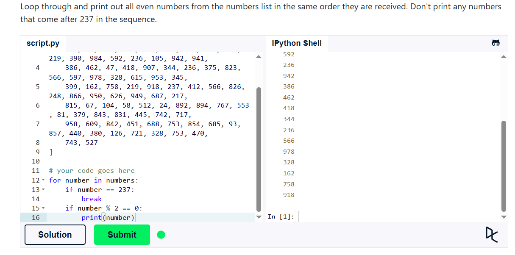 Loop through and print out all even numbers from the numbers list in the same order they are received. Don't print any numbers
that come after 237 in the sequence.
script.py
219, 390, 984, 592, 236, 105, 942, 941,
4 386, 462, 47, 418, 907, 344, 236, 375, 823,
566, 597, 978, 328, 615, 953, 345,
5 399, 162, 758, 219, 918, 237, 412, 566, 826,
248, 866, 950, 626, 949, 687, 217,
6 815, 67, 104, 58, 512, 24, 892, 894, 767, 553
, 81, 379, 843, 831, 445, 742, 717,
7 958, 609, 842, 451, 688, 753, 854, 685, 93,
857, 440, 380, 126, 721, 328, 753, 470,
8 743, 527
9 ]
10
11 # your code goes here
12 for number in numbers:
13 if number == 237:
14 break
15 if number % 2 == 0:
16 print(number)
Solution
Submit
IPython Shell
592
236
942
386
462
418
344
236
566
978
328
162
758
918
In [1]: